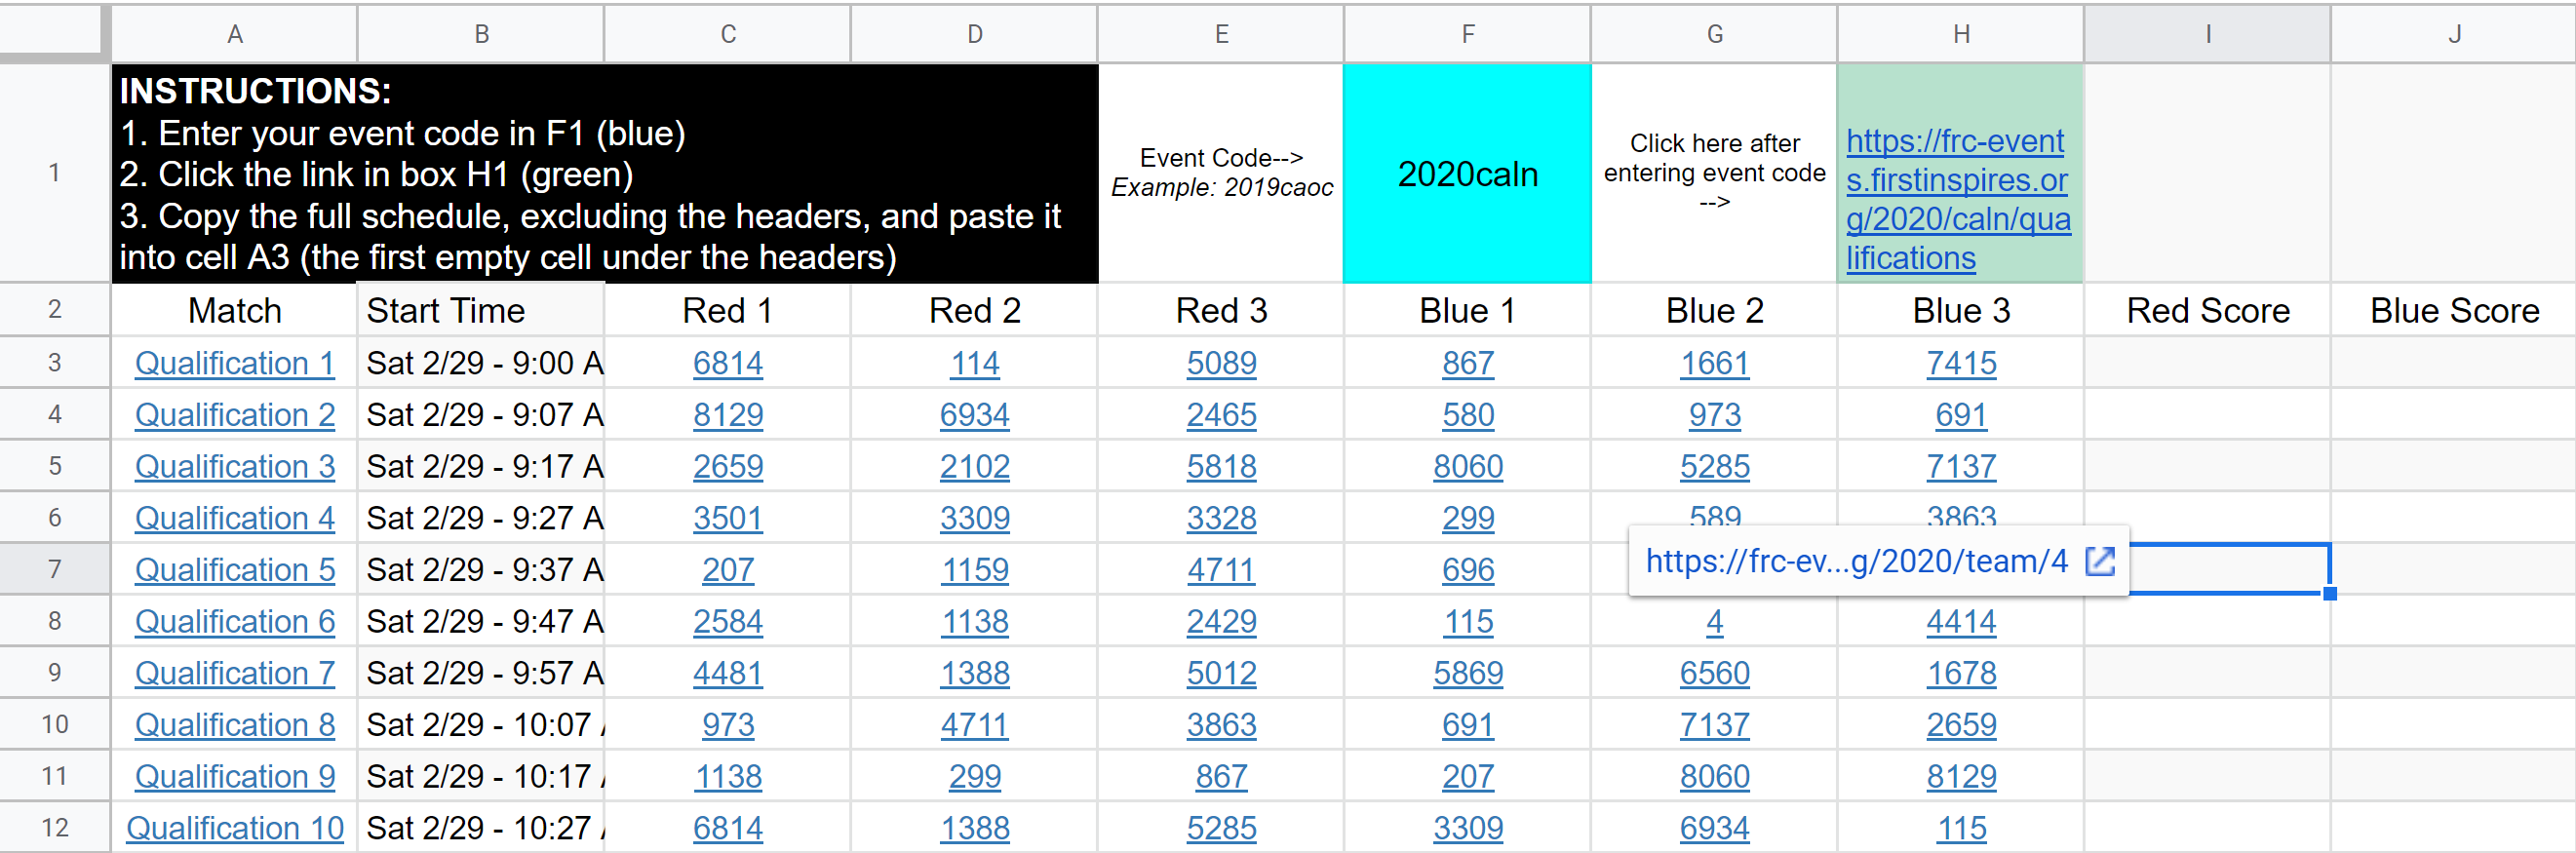 A B C D E F G H I J
1
INSTRUCTIONS:
1. Enter your event code in F1 (blue)
2. Click the link in box H1 (green)
3. Copy the full schedule, excluding the headers, and paste it
into cell A3 (the first empty cell under the headers)
Event Code-->
Example: 2019caoc
2020caln
Click here after
entering event code
-->
https://frc-event
s.firstinspires.or
g/2020/caln/qua
lifications
2 Match Start Time Red 1 Red 2 Red 3 Blue 1 Blue 2 Blue 3 Red Score Blue Score
3 Qualification 1 Sat 2/29 - 9:00 A 6814 114 5089 867 1661 7415
4 Qualification 2 Sat 2/29 - 9:07 A 8129 6934 2465 580 973 691
5 Qualification 3 Sat 2/29 - 9:17 A 2659 2102 5818 8060 5285 7137
6 Qualification 4 Sat 2/29 - 9:27 A 3501 3309 3328 299 589 3863
7 Qualification 5 Sat 2/29 - 9:37 A 207 1159 4711 696
https://frc-ev...g/2020/team/4
8 Qualification 6 Sat 2/29 - 9:47 A 2584 1138 2429 115 4 4414
9 Qualification 7 Sat 2/29 - 9:57 A 4481 1388 5012 5869 6560 1678
10 Qualification 8 Sat 2/29 - 10:07 973 4711 3863 691 7137 2659
11 Qualification 9 Sat 2/29 - 10:17 1138 299 867 207 8060 8129
12 Qualification 10 Sat 2/29 - 10:27 6814 1388 5285 3309 6934 115